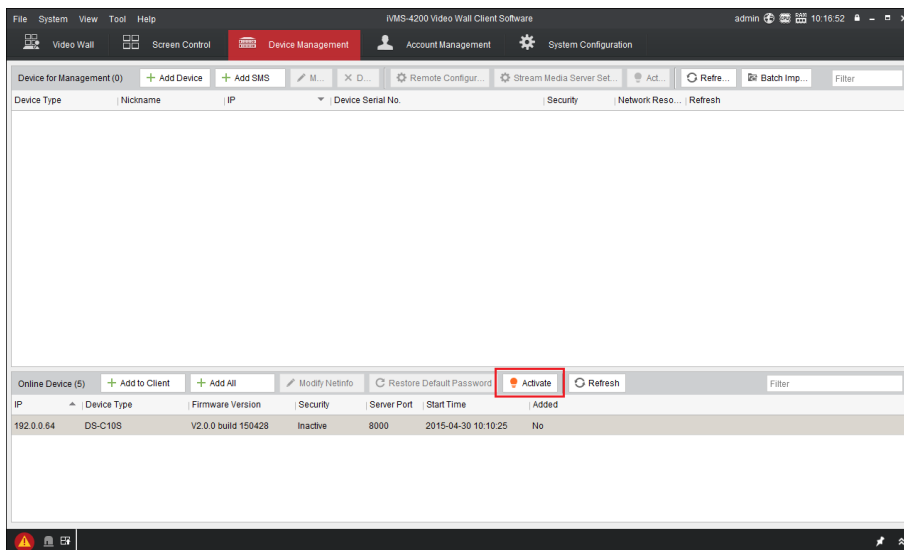 File System View Tool Help iVMS-4200 Video Wall Client Software admin 10:16:52
Video Wall Screen Control Device Management Account Management System Configuration
Device for Management (0) Add Device Add SMS M... D... Remote Configur... Stream Media Server Set... Act... Refre... Batch Imp... Filter
Device Type Nickname IP Device Serial No. Security Network Reso... Refresh
Online Device (5) Add to Client Add All Modify Netinfo Restore Default Password Activate Refresh Filter
IP Device Type Firmware Version Security Server Port Start Time Added
192.0.0.64 DS-C10S V2.0.0 build 150428 Inactive 8000 2015-04-30 10:10:25 No